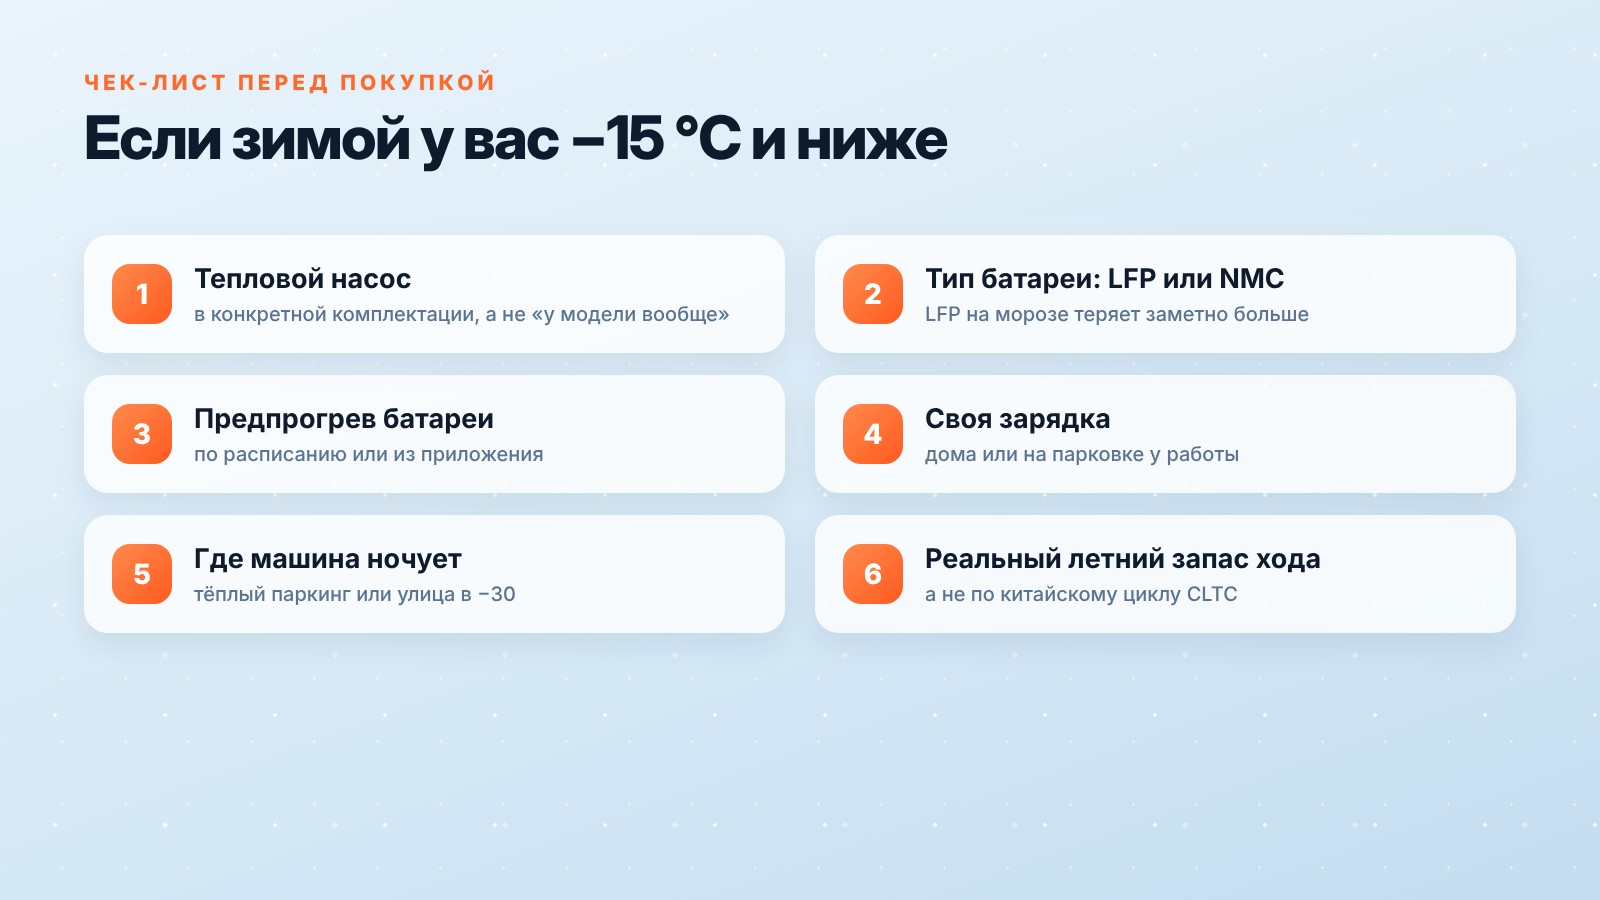 ЧЕК-ЛИСТ ПЕРЕД ПОКУПКОЙ
Если зимой у вас −15 °C и ниже
1
Тепловой насос
в конкретной комплектации, а не «у модели вообще»
2
Тип батареи: LFP или NMC
LFP на морозе теряет заметно больше
3
Предпрогрев батареи
по расписанию или из приложения
4
Своя зарядка
дома или на парковке у работы
5
Где машина ночует
тёплый паркинг или улица в −30
6
Реальный летний запас хода
а не по китайскому циклу CLTC